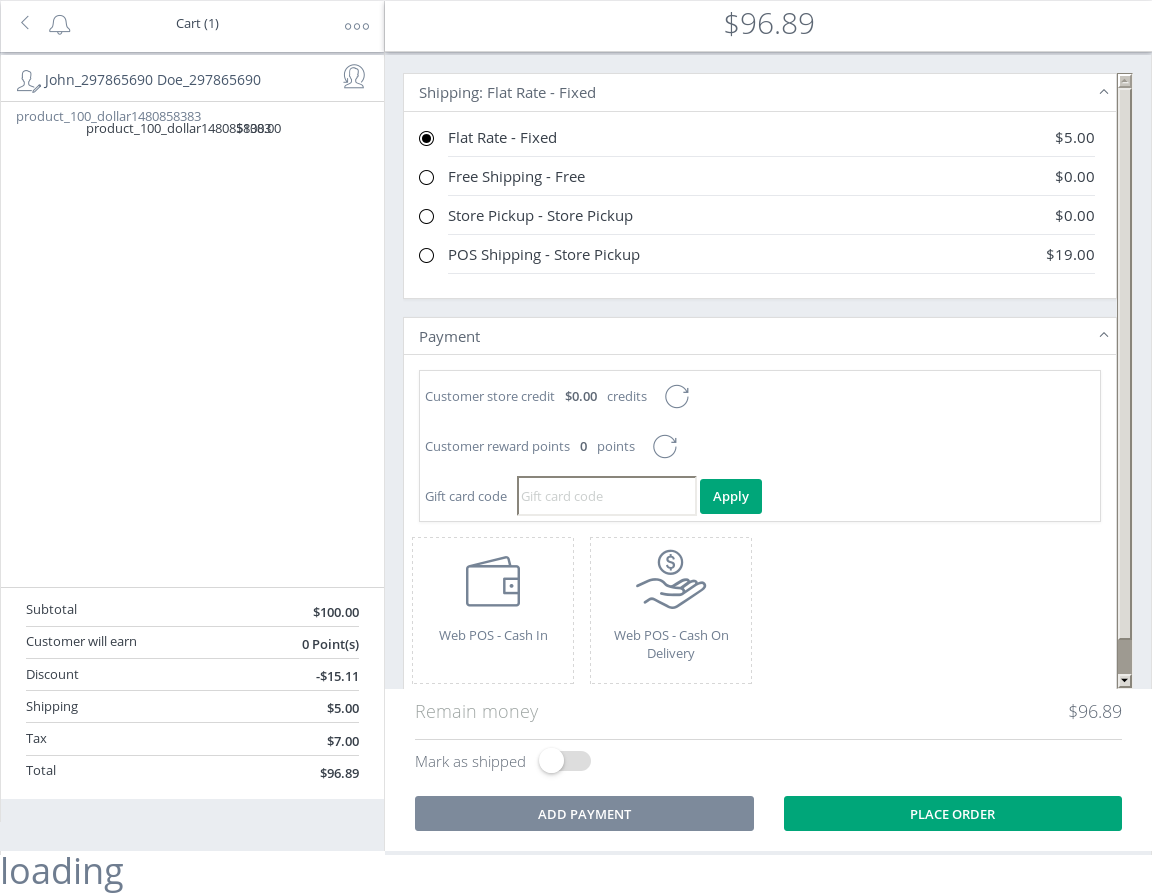 Cart (1)
John_297865690 Doe_297865690
product_100_dollar1480858383
product_100_dollar1480858383
$100.00
Subtotal $100.00
Customer will earn 0 Point(s)
Discount -$15.11
Shipping $5.00
Tax $7.00
Total $96.89
$96.89
Shipping: Flat Rate - Fixed
Flat Rate - Fixed $5.00
Free Shipping - Free $0.00
Store Pickup - Store Pickup $0.00
POS Shipping - Store Pickup $19.00
Payment
Customer store credit $0.00 credits
Customer reward points 0 points
Gift card code Gift card code Apply
Web POS - Cash In
Web POS - Cash On
Delivery
Remain money $96.89
Mark as shipped
ADD PAYMENT PLACE ORDER
loading